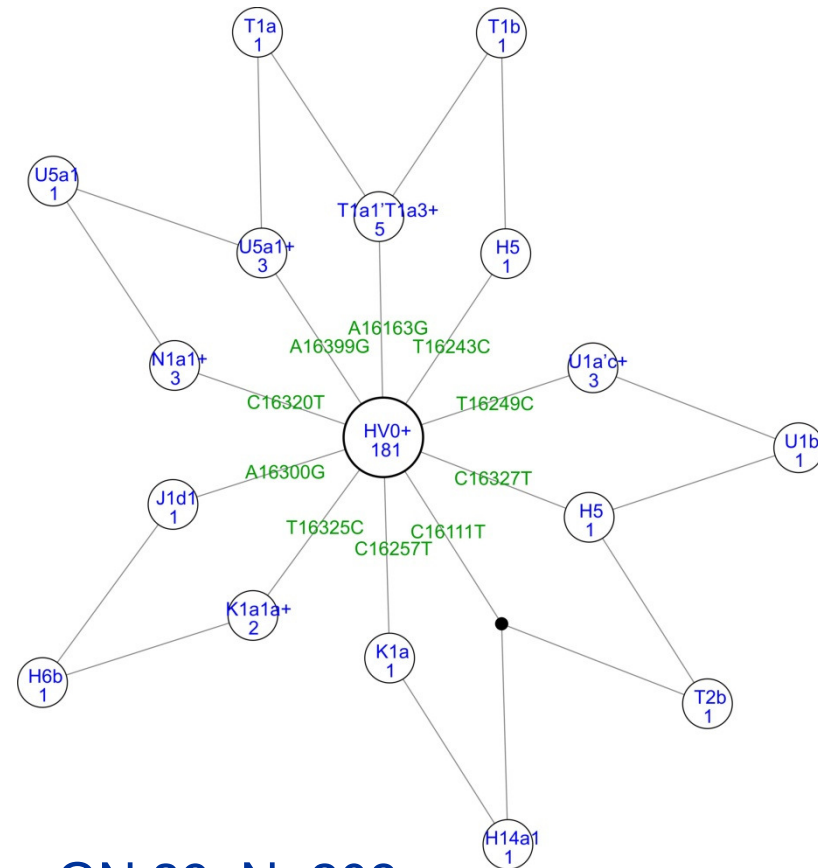 T1a
1
T1b
1
U5a1
1
T1a1'T1a3+
5
U5a1+
3
H5
1
A16163G
A16399G
T16243C
N1a1+
3
U1a'c+
3
C16320T
T16249C
HV0+
181
U1b
1
A16300G
C16327T
J1d1
1
H5
1
T16325C
C16111T
C16257T
K1a1a+
2
K1a
1
H6b
1
T2b
1
H14a1
1